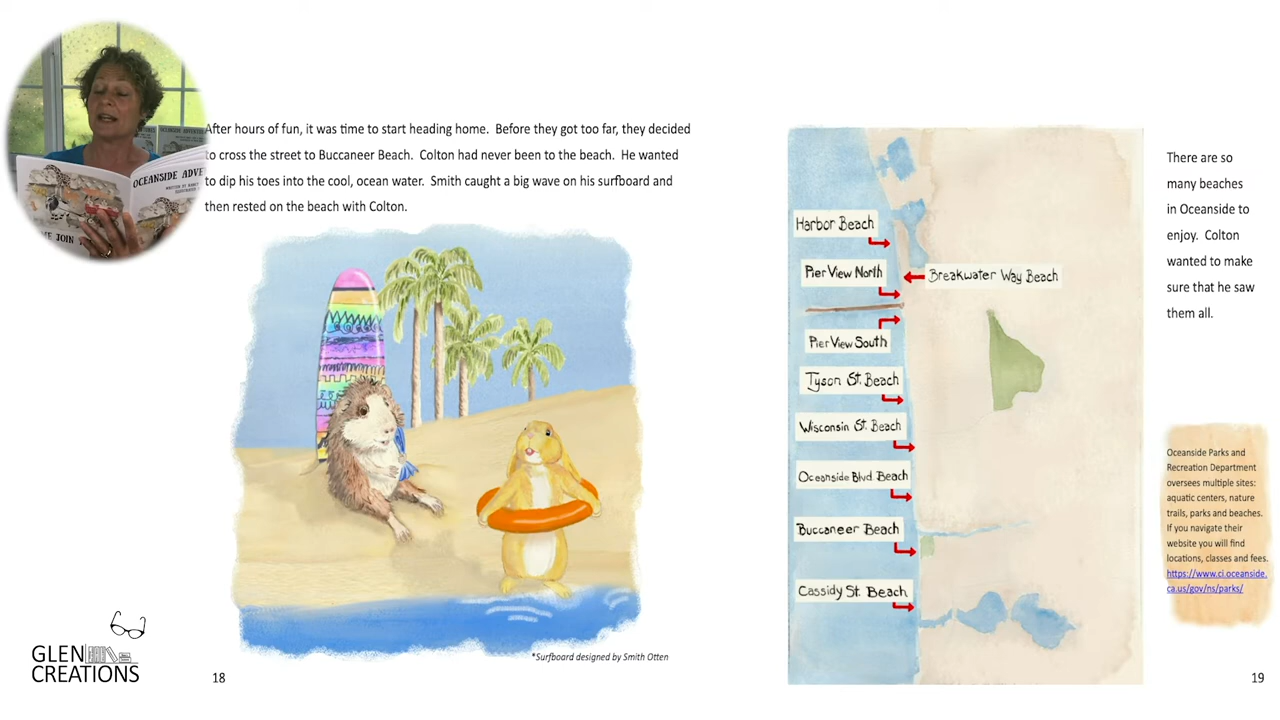 OCEANSIDE ADVE
After hours of fun, it was time to start heading home. Before they got too far, they decided
to cross the street to Buccaneer Beach. Colton had never been to the beach. He wanted
to dip his toes into the cool, ocean water. Smith caught a big wave on his surfboard and
then rested on the beach with Colton.
*Surfboard designed by Smith Otten
GLEN
CREATIONS
18
Harbor Beach
Pier View North
Breakwater Way Beach
Pier View South
Tyson St. Beach
Wisconsin St. Beach
Oceanside Blvd Beach
Buccaneer Beach
Cassidy St. Beach
There are so
many beaches
in Oceanside to
enjoy. Colton
wanted to make
sure that he saw
them all.
Oceanside Parks and
Recreation Department
oversees multiple sites:
aquatic centers, nature
trails, parks and beaches.
If you navigate their
website you will find
locations, classes and fees.
https://www.ci.oceanside.
ca.us/gov/ns/parks/
19